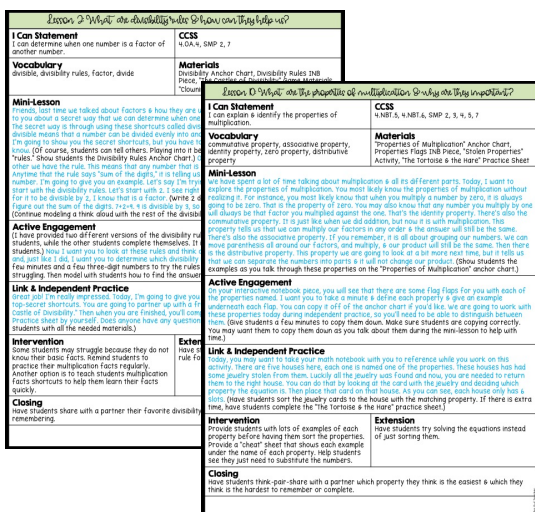 Lesson 2: What are divisibility rules & how can they help us?
I Can Statement
I can determine when one number is a factor of
another number.
CCSS
4.OA.4, SMP 2, 7
Vocabulary
divisible, divisibility rules, factor, divide
Materials
Divisibility Anchor Chart, Divisibility Rules INB
Piece, "The Castles of Divisibility" Game Materials
Mini-Lesson
Friends, last time we talked about factors & how they are
to you about a secret way that we can determine when one
The secret way is through using these shortcuts called
divisible means that a number can be divided evenly into
I'm going to show you the secret shortcuts, but you have
know. (Of course, students can tell others. Playing into it
"rules." Show students the Divisibility Rules Anchor Chart.)
other we have the rule. This means that any number that is
Anytime that the rule says "sum of the digits", it is telling us
number. I'm going to give you an example. Let's say I'm
start with the divisibility rules. Let's start with 2. I see right
for it to be divisible by 2, I know that is a factor. (Write 2
figure out the sum of the digits.
(Continue modeling a think aloud with the rest of the
Active Engagement
(I have provided two different versions of the divisibility
students, while the other students complete themselves. It
students.) Now I want you to look at these rules and think
and, just like I did, I want you to determine which divisibility
few minutes and a few three-digit numbers to try the rules
struggling. Then model with students how to find the
Link & Independent Practice
Great job! I'm really impressed. Today, I'm going to give you
top-secret shortcuts. You are going to partner up with a
Castle of Divisibility." Then when you are finished, you'll
Practice Sheet by yourself. Does anyone have any
students with all the needed materials.)
Intervention
Some students may struggle because they do not
know their basic facts. Remind students to
practice their multiplication facts regularly.
Another option is to teach students multiplication
facts shortcuts to help them learn their facts
quickly.
Closing
Have students share with a partner their favorite divisibility
remembering.
Lesson 10: What are the properties of multiplication & why are they important?
I Can Statement
I can explain & identify the properties of
multiplication.
CCSS
4.NBT.5, 4.NBT.6, SMP 2, 3, 4, 5, 7
Vocabulary
commutative property, associative property,
identity property, zero property, distributive
property
Materials
"Properties of Multiplication" Anchor Chart,
Properties Flags INB Piece, "Stolen Properties"
Activity, "The Tortoise & the Hare" Practice Sheet
Mini-Lesson
We have spent a lot of time talking about multiplication & all its different parts. Today, I want to
explore the properties of multiplication. You most likely know the properties of multiplication without
realizing it. For instance, you most likely know that when you multiply a number by zero, it is always
going to be zero. That is the property of zero. You may also know that any number you multiply by one
will always be that factor you multiplied against the one. That's the identity property. There's also the
commutative property. It is just like when we did addition, but now it is with multiplication. This
property tells us that we can multiply our factors in any order & the answer will still be the same.
There's also the associative property. If you remember, it is all about grouping our numbers. We can
move parenthesis all around our factors, and multiply, & our product will still be the same. Then there
is the distributive property. This property we are going to look at a bit more next time, but it tells us
that we can separate the numbers into parts & it will not change our product. (Show students the
examples as you talk through these properties on the "Properties of Multiplication" anchor chart.)
Active Engagement
On your interactive notebook piece, you will see that there are some flag flaps for you with each of
the properties named. I want you to take a minute & define each property & give an example
underneath each flap. You can copy it off of the anchor chart if you'd like. We are going to work with
these properties today during independent practice, so you'll need to be able to distinguish between
them. (Give students a few minutes to copy them down. Make sure students are copying correctly.
You may want them to copy them down as you talk about them during the mini-lesson to help with
time.)
Link & Independent Practice
Today, you may want to take your math notebook with you to reference while you work on this
activity. There are five houses here, each one is named one of the properties. These houses has had
some jewelry stolen from them. Luckily all the jewelry was found and now, you are needed to return
them to the right house. You can do that by looking at the card with the jewelry and deciding which
property the equation is. Then place that card on that house. As you can see, each house only has 6
slots. (Have students sort the jewelry cards to the house with the matching property. If there is extra
time, have students complete the "The Tortoise & the Hare" practice sheet.)
Intervention
Provide students with lots of examples of each
property before having them sort the properties.
Provide a "cheat" sheet that shows each example
under the name of each property. Help students
see they just need to substitute the numbers.
Extension
Have students try solving the equations instead
of just sorting them.
Closing
Have students think-pair-share with a partner which property they think is the easiest & which they
think is the hardest to remember or complete.